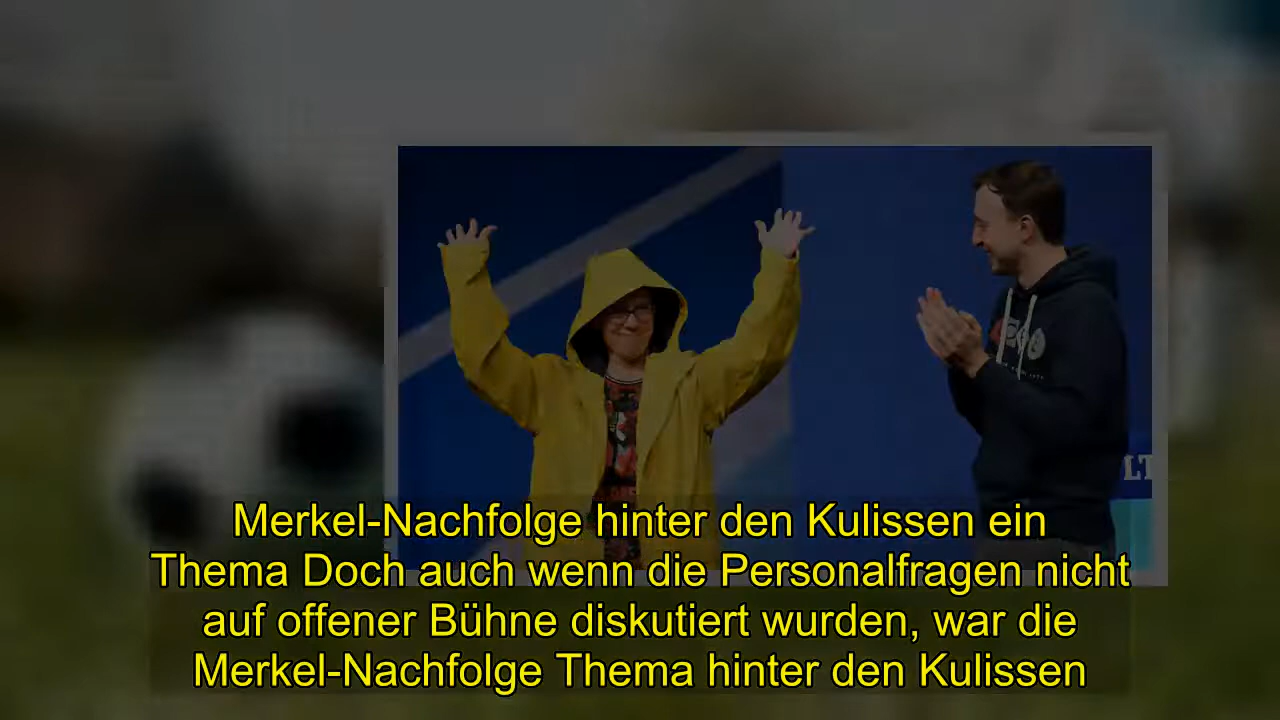 LT
Merkel-Nachfolge hinter den Kulissen ein
Thema Doch auch wenn die Personalfragen nicht
auf offener Bühne diskutiert wurden, war die
Merkel-Nachfolge Thema hinter den Kulissen